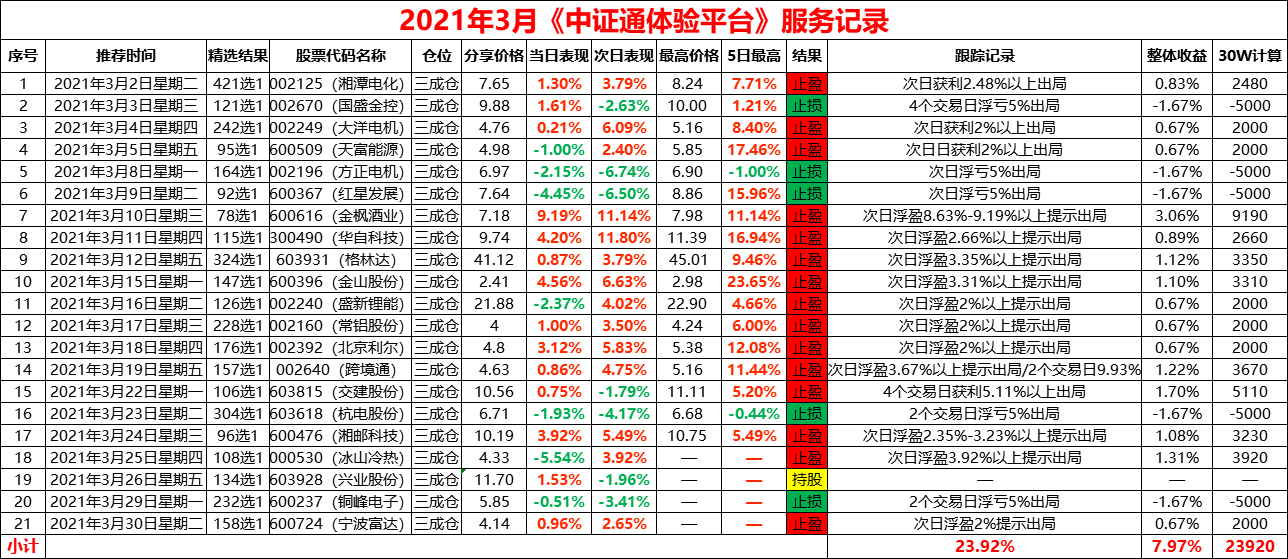 2021年3月《中证通体验平台》服务记录
序号 推荐时间 精选结果 股票代码名称 仓位 分享价格 当日表现 次日表现 最高价格 5日最高 结果 跟踪记录 整体收益 30W计算
1 2021年3月2日星期二 421选1 002125（湘潭电化） 三成仓 7.65 1.30% 3.79% 8.24 7.71% 止盈 次日获利2.48%以上出局 0.83% 2480
2 2021年3月3日星期三 121选1 002670（国盛金控） 三成仓 9.88 1.61% -2.63% 10.00 1.21% 止损 4个交易日浮亏5%出局 -1.67% -5000
3 2021年3月4日星期四 242选1 002249（大洋电机） 三成仓 4.76 0.21% 6.09% 5.16 8.40% 止盈 次日获利2%以上出局 0.67% 2000
4 2021年3月5日星期五 95选1 600509（天富能源） 三成仓 4.98 -1.00% 2.40% 5.85 17.46% 止盈 次日日获利2%以上出局 0.67% 2000
5 2021年3月8日星期一 164选1 002196（方正电机） 三成仓 6.97 -2.15% -6.74% 6.90 -1.00% 止损 次日浮亏5%出局 -1.67% -5000
6 2021年3月9日星期二 92选1 600367（红星发展） 三成仓 7.64 -4.45% -6.50% 8.86 15.96% 止损 次日浮亏5%出局 -1.67% -5000
7 2021年3月10日星期三 78选1 600616（金枫酒业） 三成仓 7.18 9.19% 11.14% 7.98 11.14% 止盈 次日浮盈8.63%-9.19%以上提示出局 3.06% 9190
8 2021年3月11日星期四 115选1 300490（华自科技） 三成仓 9.74 4.20% 11.80% 11.39 16.94% 止盈 次日浮盈2.66%以上提示出局 0.89% 2660
9 2021年3月12日星期五 324选1 603931（格林达） 三成仓 41.12 0.87% 3.79% 45.01 9.46% 止盈 次日浮盈3.35%以上提示出局 1.12% 3350
10 2021年3月15日星期一 147选1 600396（金山股份） 三成仓 2.41 4.56% 6.63% 2.98 23.65% 止盈 次日浮盈3.31%以上提示出局 1.10% 3310
11 2021年3月16日星期二 126选1 002240（盛新锂能） 三成仓 21.88 -2.37% 4.02% 22.90 4.66% 止盈 次日浮盈2%以上提示出局 0.67% 2000
12 2021年3月17日星期三 228选1 002160（常铝股份） 三成仓 4 1.00% 3.50% 4.24 6.00% 止盈 次日浮盈2%以上提示出局 0.67% 2000
13 2021年3月18日星期四 176选1 002392（北京利尔） 三成仓 4.8 3.12% 5.83% 5.38 12.08% 止盈 次日浮盈2%以上提示出局 0.67% 2000
14 2021年3月19日星期五 157选1 002640（跨境通） 三成仓 4.63 0.86% 4.75% 5.16 11.44% 止盈 次日浮盈3.67%以上提示出局/2个交易日9.93% 1.22% 3670
15 2021年3月22日星期一 106选1 603815（交建股份） 三成仓 10.56 0.75% -1.79% 11.11 5.20% 止盈 4个交易日获利5.11%以上出局 1.70% 5110
16 2021年3月23日星期二 304选1 603618（杭电股份） 三成仓 6.71 -1.93% -4.17% 6.68 -0.44% 止损 2个交易日浮亏5%出局 -1.67% -5000
17 2021年3月24日星期三 96选1 600476（湘邮科技） 三成仓 10.19 3.92% 5.49% 10.75 5.49% 止盈 次日浮盈2.35%-3.23%以上提示出局 1.08% 3230
18 2021年3月25日星期四 108选1 000530（冰山冷热） 三成仓 4.33 -5.54% 3.92% — — 止盈 次日浮盈3.92%以上提示出局 1.31% 3920
19 2021年3月26日星期五 134选1 603928（兴业股份） 三成仓 11.70 1.53% -1.96% — — 持股 — — —
20 2021年3月29日星期一 232选1 600237（铜峰电子） 三成仓 5.85 -0.51% -3.41% — — 止损 2个交易日浮亏5%出局 -1.67% -5000
21 2021年3月30日星期二 158选1 600724（宁波富达） 三成仓 4.14 0.96% 2.65% — — 止盈 次日浮盈2%提示出局 0.67% 2000
小计 23.92% 7.97% 23920